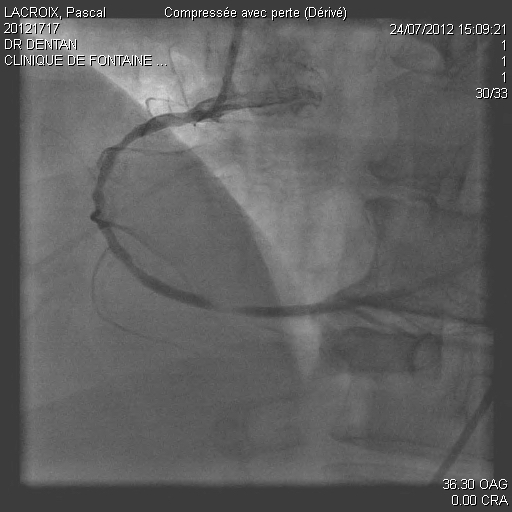 LACROIX, Pascal
Compressée avec perte (Dérivé)
20121717
24/07/2012 15:09:21
DR DENTAN
1
CLINIQUE DE FONTAINE ...
1
1
30/33
36.30 OAG
0.00 CRA